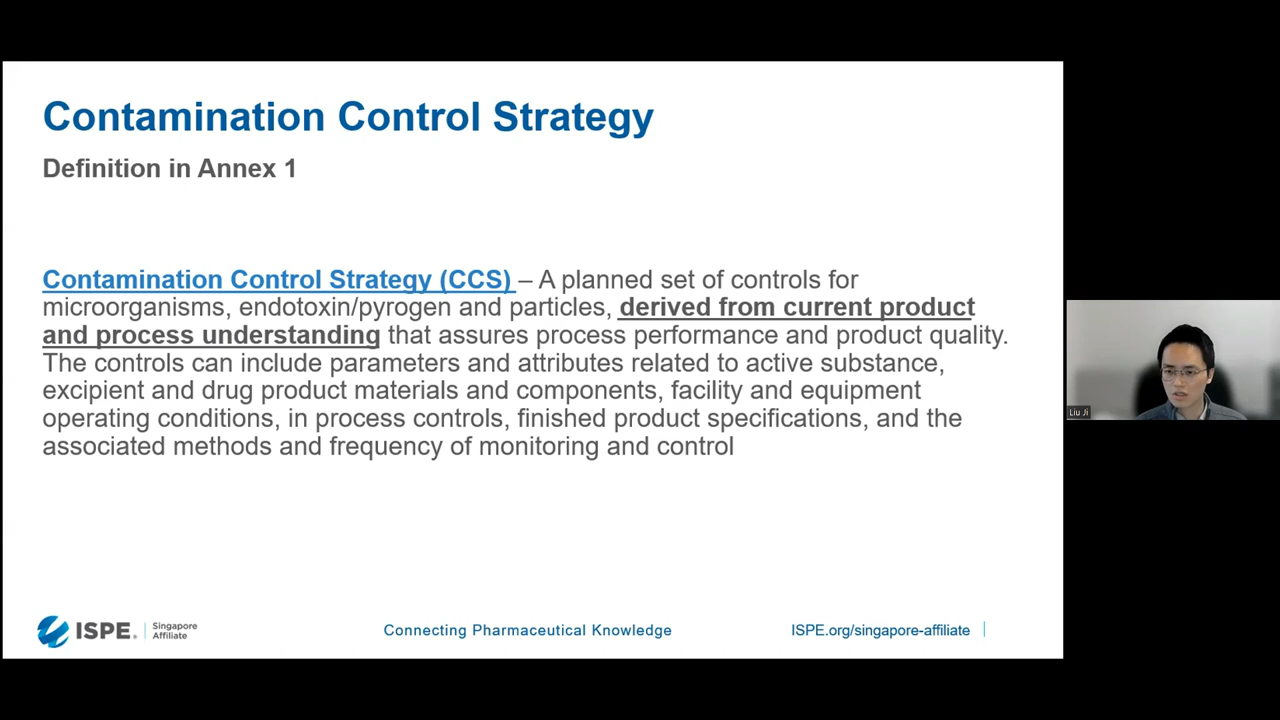 Contamination Control Strategy
Definition in Annex 1
Contamination Control Strategy (CCS) – A planned set of controls for
microorganisms, endotoxin/pyrogen and particles, derived from current product
and process understanding that assures process performance and product quality.
The controls can include parameters and attributes related to active substance,
excipient and drug product materials and components, facility and equipment
operating conditions, in process controls, finished product specifications, and the
associated methods and frequency of monitoring and control
Liu Ji
ISPE.
Singapore
Affiliate
Connecting Pharmaceutical Knowledge
ISPE.org/singapore-affiliate